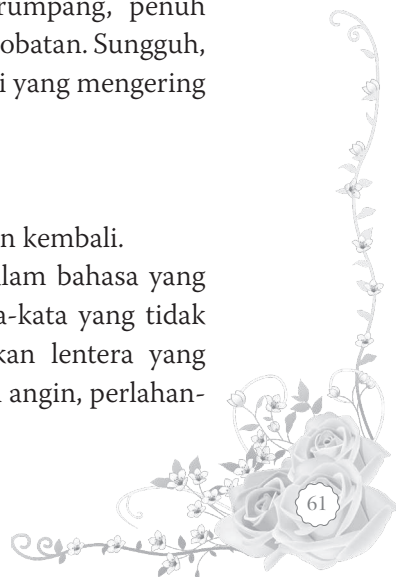 rumpang, penuh
obatan. Sungguh,
i yang mengering
n kembali.
lam bahasa yang
a-kata yang tidak
kan lentera yang
angin, perlahan-
61